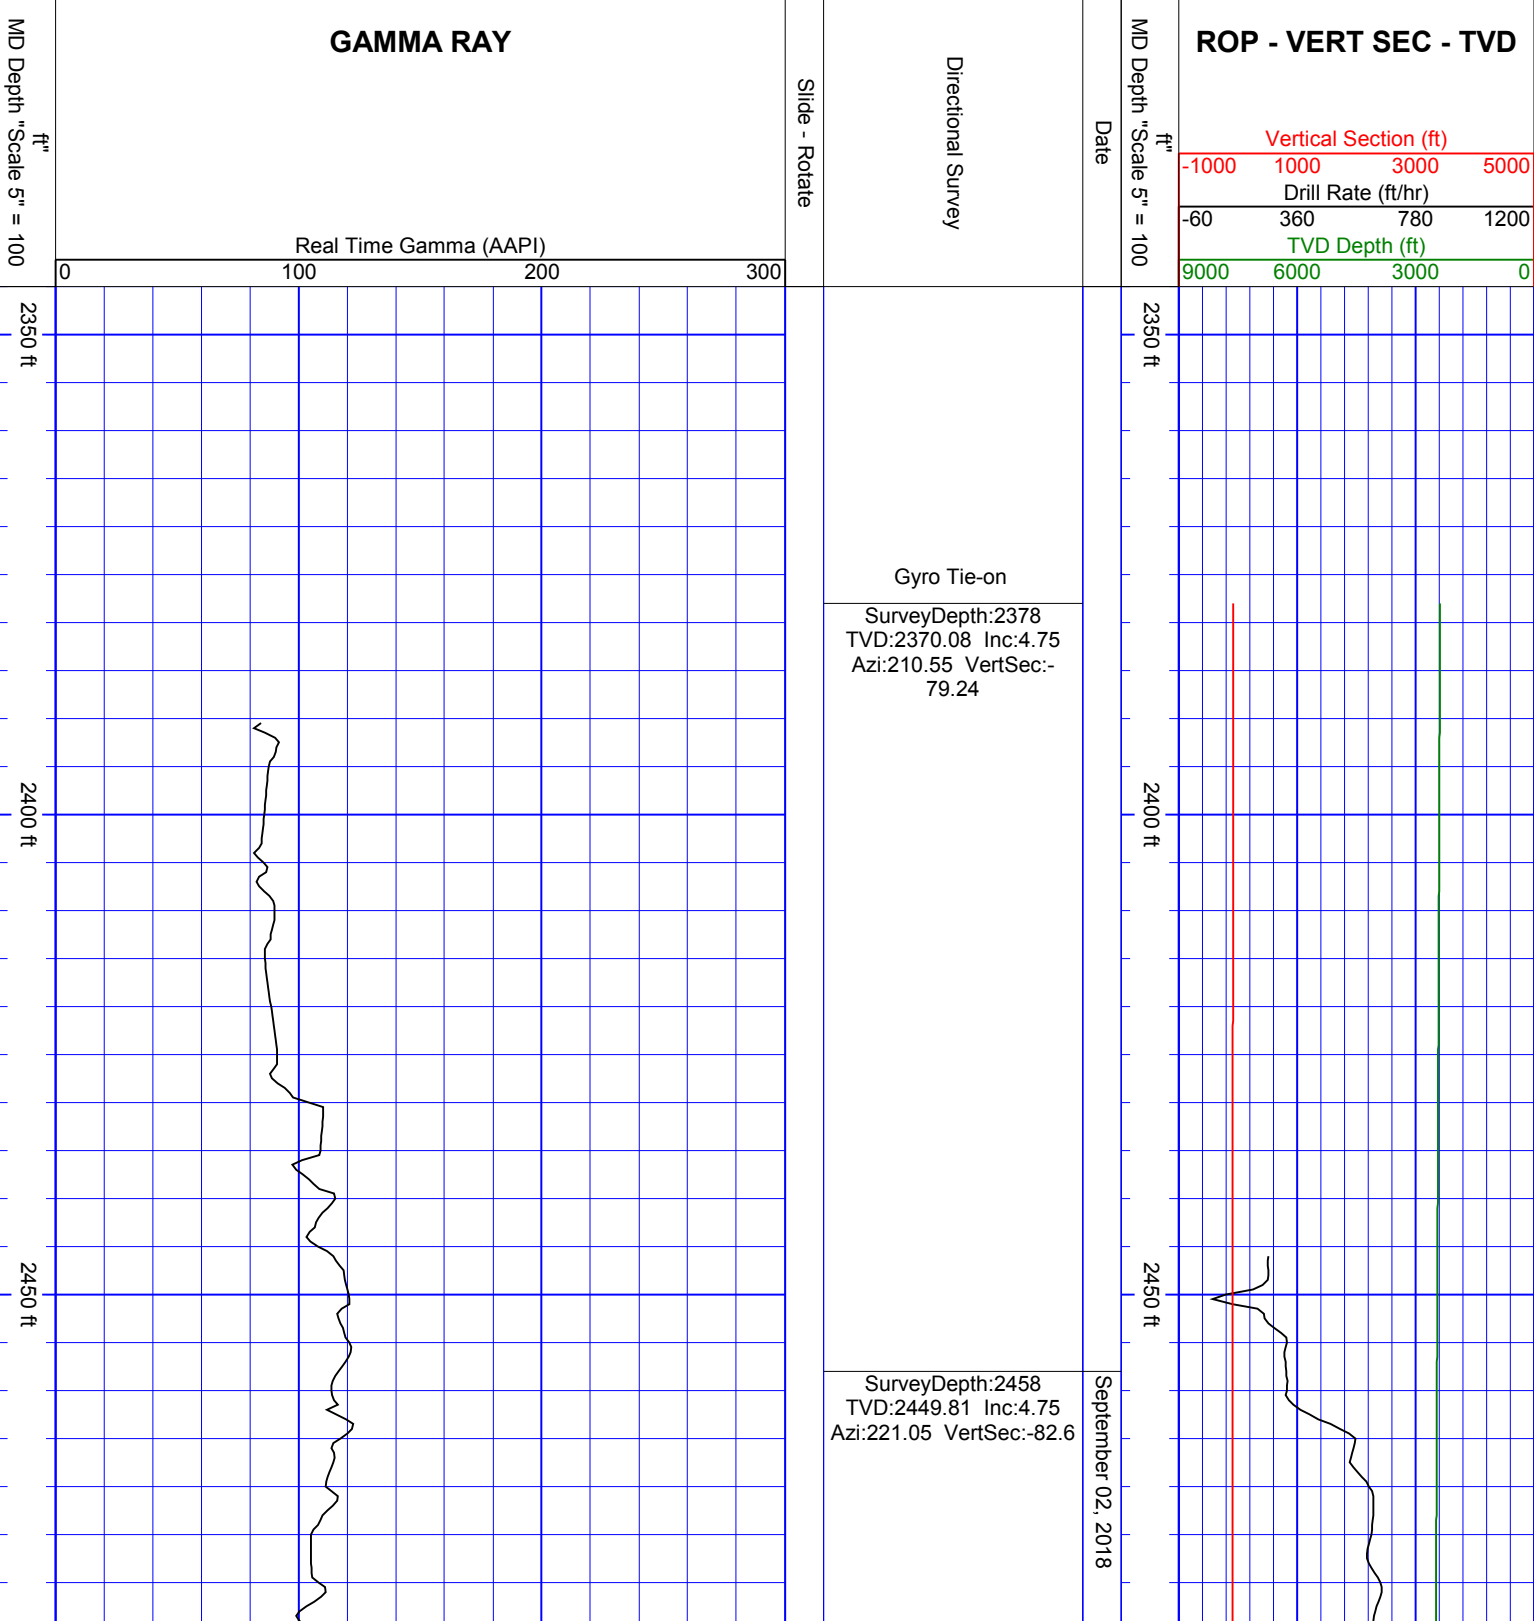 MD Depth "Scale 5" = 100
ft"
GAMMA RAY
Real Time Gamma (AAPI)
0 100 200 300
Slide - Rotate
Directional Survey
Date
MD Depth "Scale 5" = 100
ft"
ROP - VERT SEC - TVD
Vertical Section (ft)
-1000 1000 3000 5000
Drill Rate (ft/hr)
-60 360 780 1200
TVD Depth (ft)
9000 6000 3000 0
2350 ft
2350 ft
Gyro Tie-on
SurveyDepth:2378
TVD:2370.08 Inc:4.75
Azi:210.55 VertSec:-
79.24
2400 ft
2400 ft
2450 ft
2450 ft
SurveyDepth:2458
TVD:2449.81 Inc:4.75
Azi:221.05 VertSec:-82.6
September 02, 2018